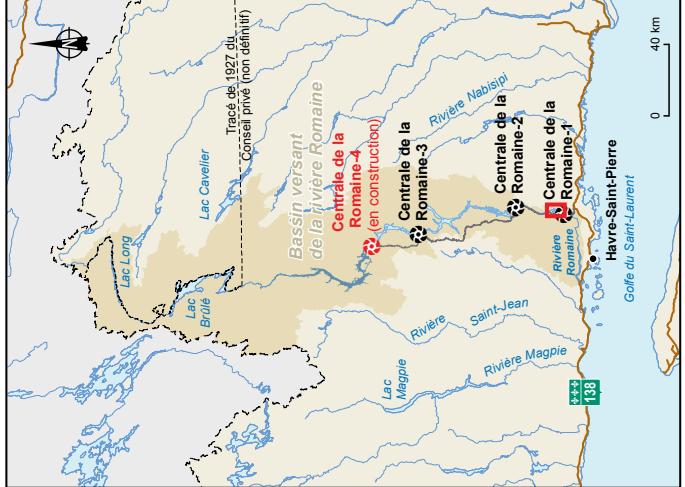 Tracé de 1927 du
Conseil privé (non définitif)
Lac Long
Lac
Brûlé
Lac Cavelier
Bassin versant
de la rivière Romaine
Centrale de la
Romaine-4
(en construction)
Centrale de la
Romaine-3
Rivière Nabisipi
Centrale de la
Romaine-2
Centrale de la
Romaine-1
Rivière
Romaine
Havre-Saint-Pierre
Golfe du Saint-Laurent
Rivière
Saint-Jean
Lac
Magpie
Rivière Magpie
138
0
40 km